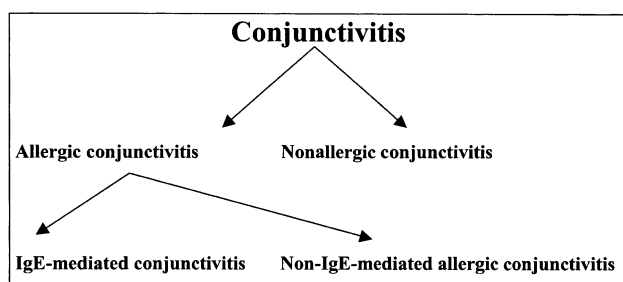 Conjunctivitis
Allergic conjunctivitis Nonallergic conjunctivitis
IgE-mediated conjunctivitis Non-IgE-mediated allergic conjunctivitis